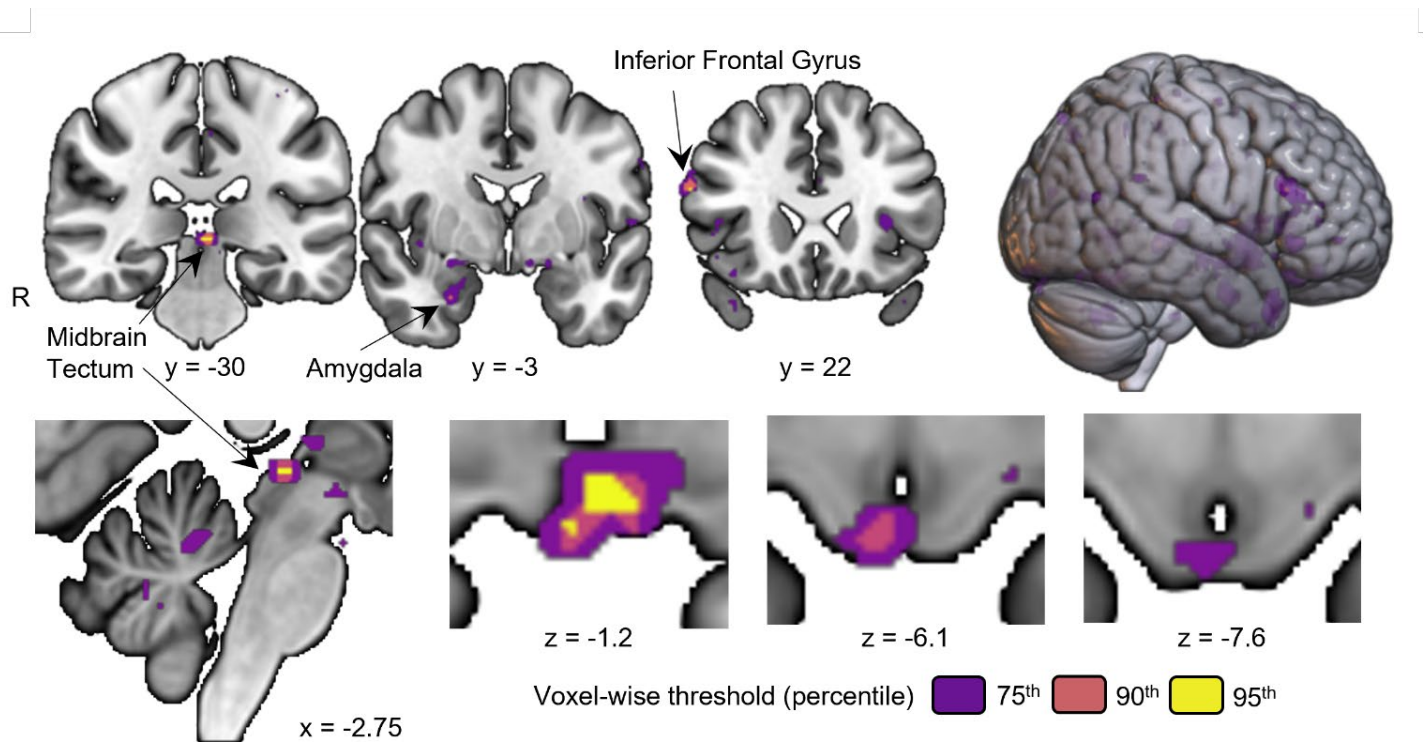 Inferior Frontal Gyrus
R
Midbrain
Tectum
y = -30
Amygdala
y = -3
y = 22
x = -2.75
z = -1.2
z = -6.1
z = -7.6
Voxel-wise threshold (percentile) 75th 90th 95th